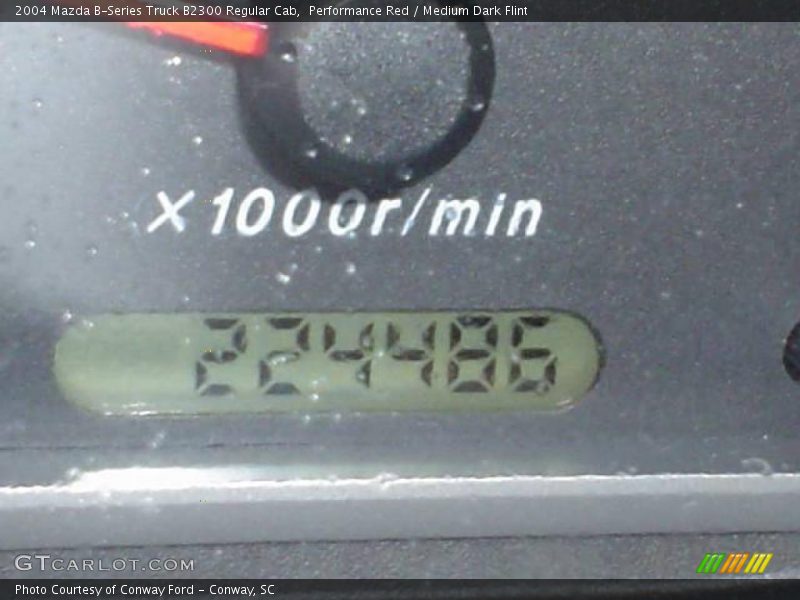 2004 Mazda B-Series Truck B2300 Regular Cab, Performance Red / Medium Dark Flint
X1000r/min
224486
GTCARLOT.COM
Photo Courtesy of Conway Ford - Conway, SC